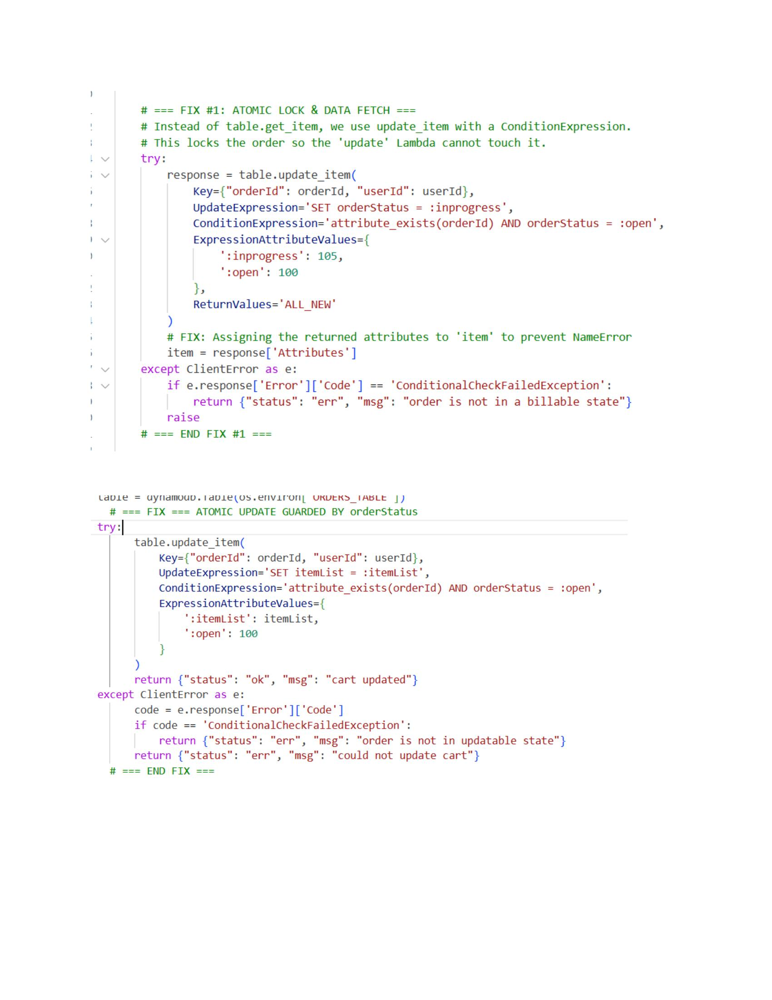 # === FIX #1: ATOMIC LOCK & DATA FETCH ===
# Instead of table.get_item, we use update_item with a ConditionExpression.
# This locks the order so the 'update' Lambda cannot touch it.
try:
response = table.update_item(
Key={"orderId": orderId, "userId": userId},
UpdateExpression='SET orderStatus = :inprogress',
ConditionExpression='attribute_exists(orderId) AND orderStatus = :open',
ExpressionAttributeValues={
':inprogress': 105,
':open': 100
},
ReturnValues='ALL_NEW'
)
# FIX: Assigning the returned attributes to 'item' to prevent NameError
item = response['Attributes']
except ClientError as e:
if e.response['Error']['Code'] == 'ConditionalCheckFailedException':
return {"status": "err", "msg": "order is not in a billable state"}
raise
# === END FIX #1 ===
table = dynamodb.Table(os.environ["ORDERS_TABLE"])
# === FIX === ATOMIC UPDATE GUARDED BY orderStatus
try:
table.update_item(
Key={"orderId": orderId, "userId": userId},
UpdateExpression='SET itemList = :itemList',
ConditionExpression='attribute_exists(orderId) AND orderStatus = :open',
ExpressionAttributeValues={
':itemList': itemList,
':open': 100
}
)
return {"status": "ok", "msg": "cart updated"}
except ClientError as e:
code = e.response['Error']['Code']
if code == 'ConditionalCheckFailedException':
return {"status": "err", "msg": "order is not in updatable state"}
return {"status": "err", "msg": "could not update cart"}
# === END FIX ===